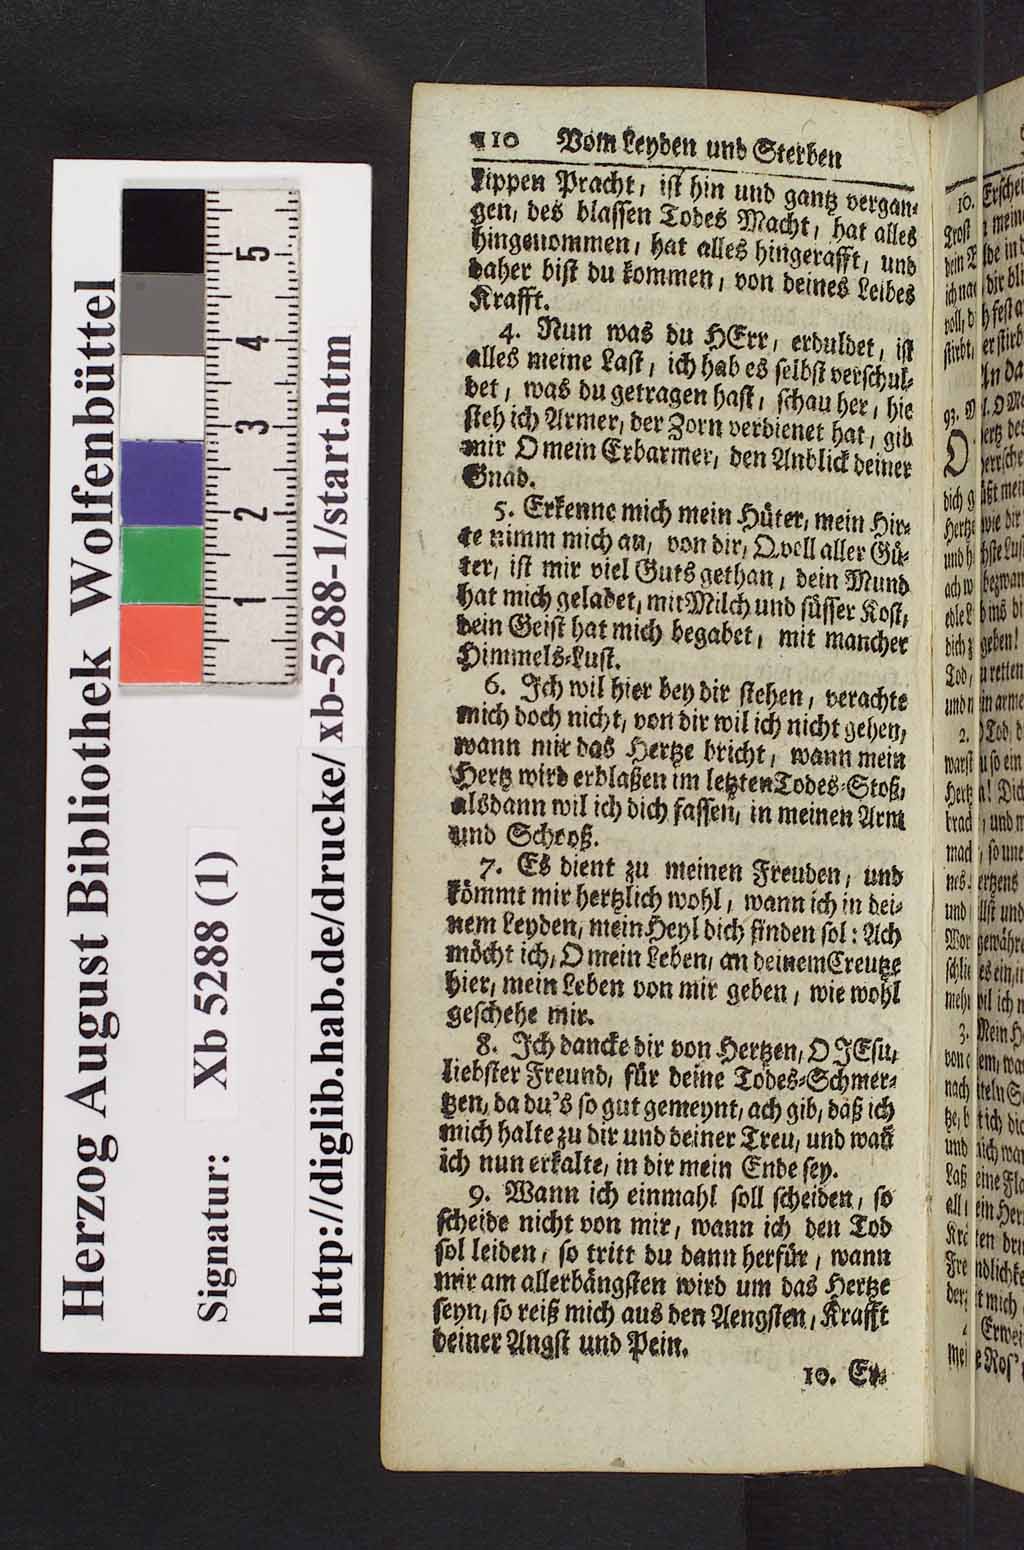 Herzog August Bibliothek Wolfenbüttel
Signatur: Xb 5288 (1)
http://diglib.hab.de/drucke/xb-5288-1/start.htm
5
4
3
2
1
110 Vom Leyden und Sterben
Lippen Pracht, ist hin und gantz vergan-
gen, des blassen Todes Macht, hat alles
hingenommen, hat alles hingerafft, und
daher bist du kommen, von deines Leibes
Krafft.
4. Nun was du HErr, erduldet, ist
alles meine Last, ich hab es selbst verschul-
det, was du getragen hast, schau her, hie
steh ich Armer, der Zorn verdienet hat, gib
mir O mein Erbarmer, den Anblick deiner
Gnad.
5. Erkenne mich mein Hüter, mein Hir-
te nimm mich an, von dir, O vell aller Gü-
ter, ist mir viel Guts gethan, dein Mund
hat mich gelabet, mit Milch und süsser Kost,
dein Geist hat mich begabet, mit mancher
Himmels-Lust.
6. Ich wil hier bey dir stehen, verachte
mich doch nicht, von dir wil ich nicht gehen,
wann mir das Hertze bricht, wann mein
Hertz wird erblaßen im letzten Todes-Stoß,
alsdann wil ich dich fassen, in meinen Arm
und Schooß.
7. Es dient zu meinen Freuden, und
kömmt mir hertzlich wohl, wann ich in dei-
nem Leyden, mein Heyl dich finden sol: Ach
möcht ich, O mein Leben, an deinem Creutze
hier, mein Leben von mir geben, wie wohl
geschehe mir.
8. Ich dancke dir von Hertzen, O JEsu,
liebster Freund, für deine Todes-Schmer-
tzen, da du's so gut gemeynt, ach gib, daß ich
mich halte zu dir und deiner Treu, und wañ
ich nun erkalte, in dir mein Ende sey.
9. Wann ich einmahl soll scheiden, so
scheide nicht von mir, wann ich den Tod
sol leiden, so tritt du dann herfür, wann
mir am allerbängsten wird um das Hertze
seyn, so reiß mich aus den Aengsten, Krafft
deiner Angst und Pein.
10. Er-